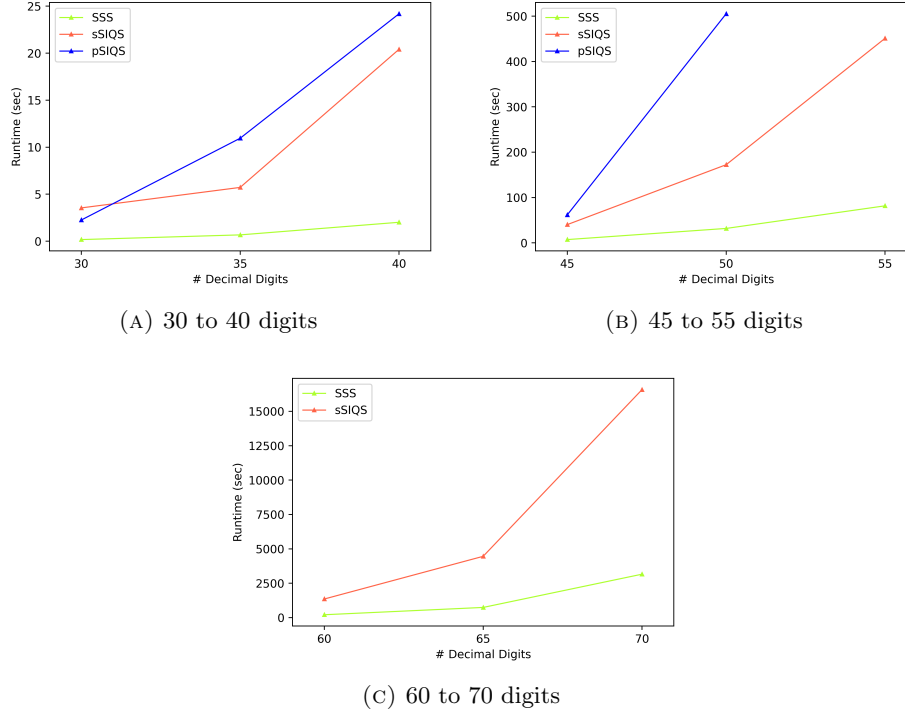 SSS
sSIQS
pSIQS
25
20
15
10
5
0
Runtime (sec)
30 35 40
# Decimal Digits
(A) 30 to 40 digits
SSS
sSIQS
pSIQS
500
400
300
200
100
0
Runtime (sec)
45 50 55
# Decimal Digits
(B) 45 to 55 digits
SSS
sSIQS
15000
12500
10000
7500
5000
2500
0
Runtime (sec)
60 65 70
# Decimal Digits
(C) 60 to 70 digits